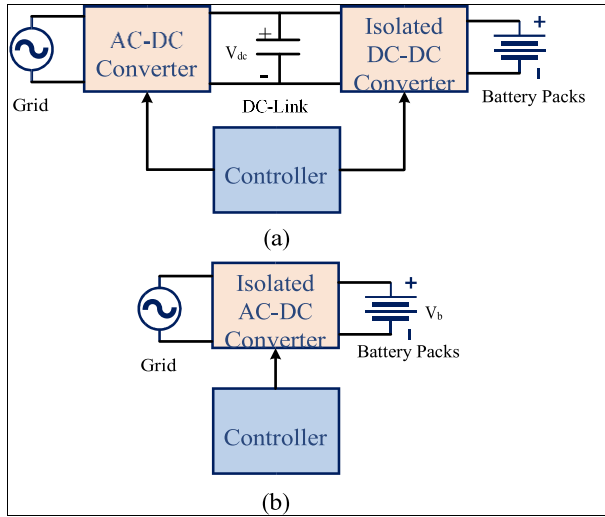 AC-DC
Converter
Isolated
DC-DC
Converter
+
Vdc
-
+
-
Grid
DC-Link
Battery Packs
Controller
(a)
Isolated
AC-DC
Converter
+
Vb
-
Grid
Battery Packs
Controller
(b)